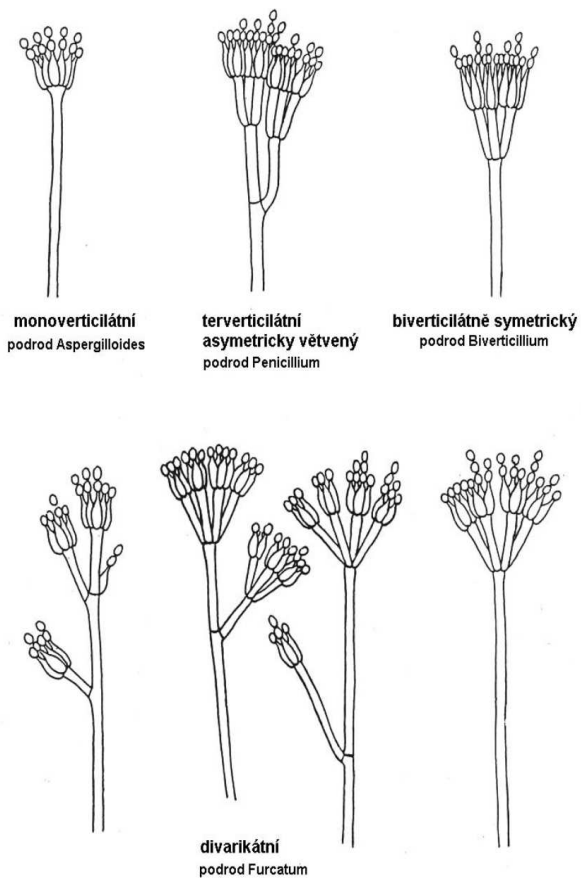 monoverticilátní
podrod Aspergilloides
terverticilátní
asymetricky větvený
podrod Penicillium
biverticilátně symetrický
podrod Biverticillium
divarikátní
podrod Furcatum